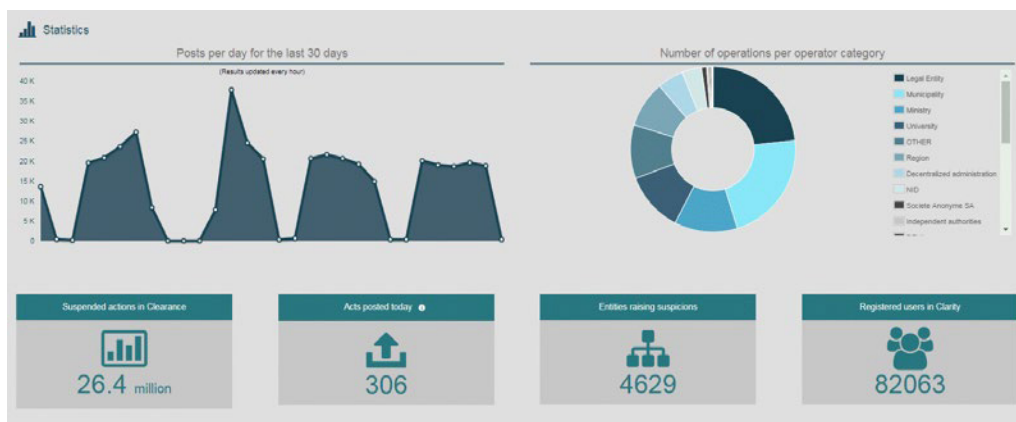 Statistics
Posts per day for the last 30 days
(Results updated every hour)
40 K
35 K
30 K
25 K
20 K
15 K
10 K
5 K
0
Number of operations per operator category
Legal Entity
Municipality
Ministry
University
OTHER
Region
Decentralized administration
NID
Societe Anonyme SA
Independent authorities
Suspended actions in Clearance
26.4 million
Acts posted today
306
Entities raising suspicions
4629
Registered users in Clarity
82063